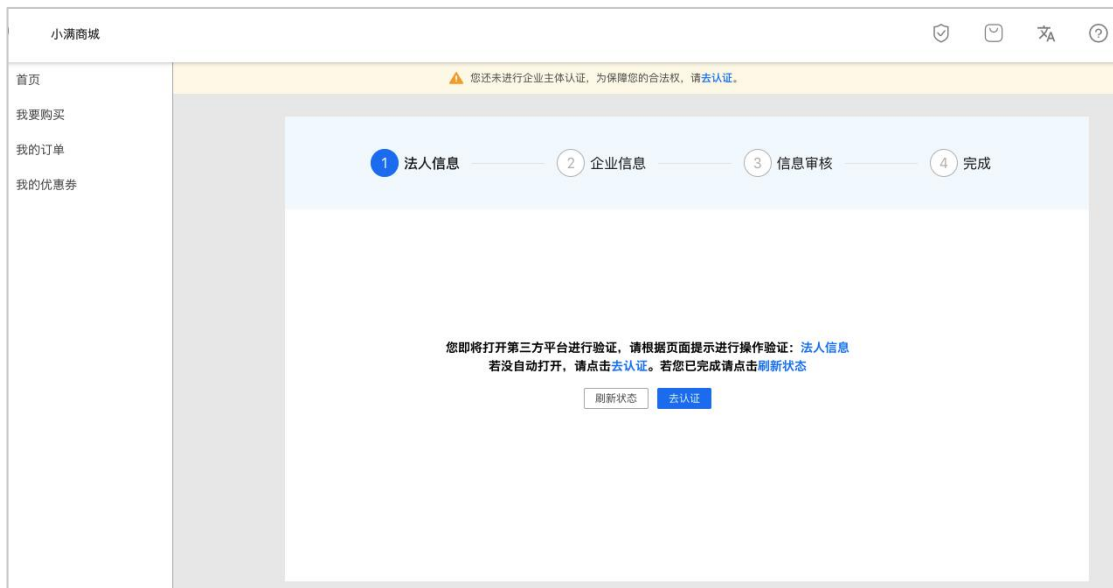 小满商城
首页
我要购买
我的订单
我的优惠券
您还未进行企业主体认证，为保障您的合法权，请去认证。
1 法人信息 2 企业信息 3 信息审核 4 完成
您即将打开第三方平台进行验证，请根据页面提示进行操作验证：法人信息
若没自动打开，请点击去认证。若您已完成请点击刷新状态
刷新状态 去认证